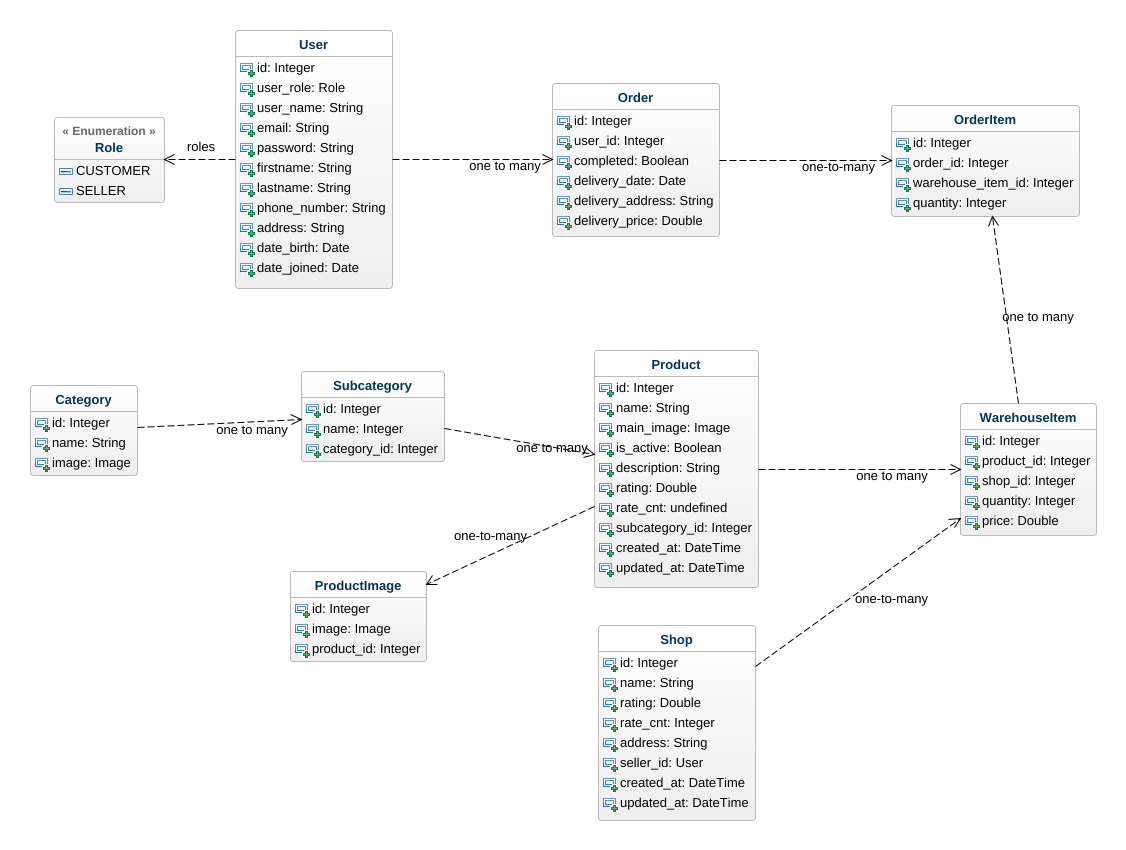 User
id: Integer
user_role: Role
user_name: String
email: String
password: String
firstname: String
lastname: String
phone_number: String
address: String
date_birth: Date
date_joined: Date
« Enumeration »
Role
CUSTOMER
SELLER
roles
one to many
Order
id: Integer
user_id: Integer
completed: Boolean
delivery_date: Date
delivery_address: String
delivery_price: Double
one-to-many
OrderItem
id: Integer
order_id: Integer
warehouse_item_id: Integer
quantity: Integer
one to many
Category
id: Integer
name: String
image: Image
one to many
Subcategory
id: Integer
name: Integer
category_id: Integer
one to many
Product
id: Integer
name: String
main_image: Image
is_active: Boolean
description: String
rating: Double
rate_cnt: undefined
subcategory_id: Integer
created_at: DateTime
updated_at: DateTime
one to many
WarehouseItem
id: Integer
product_id: Integer
shop_id: Integer
quantity: Integer
price: Double
one-to-many
ProductImage
id: Integer
image: Image
product_id: Integer
one-to-many
Shop
id: Integer
name: String
rating: Double
rate_cnt: Integer
address: String
seller_id: User
created_at: DateTime
updated_at: DateTime